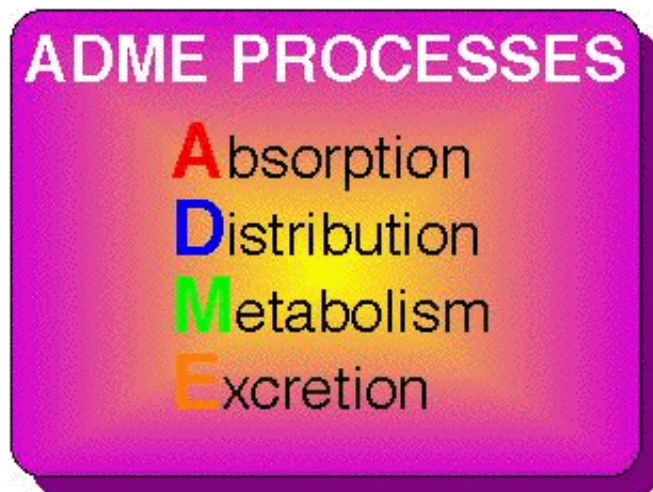 ADME PROCESSES
Absorption
Distribution
Metabolism
Excretion